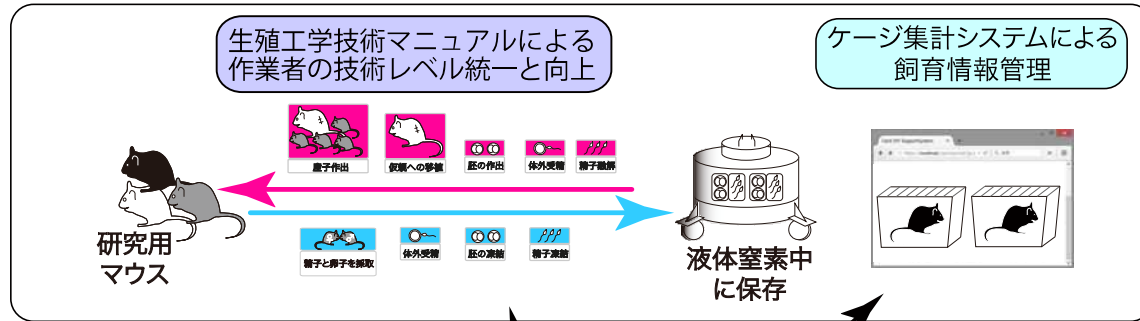 生殖工学技術マニュアルによる
作業者の技術レベル統一と向上
ケージ集計システムによる
飼育情報管理
産子作出
仮親への移植
胚の作出
体外受精
精子融解
研究用
マウス
精子と卵子を採取
体外受精
胚の凍結
精子凍結
液体窒素中
に保存